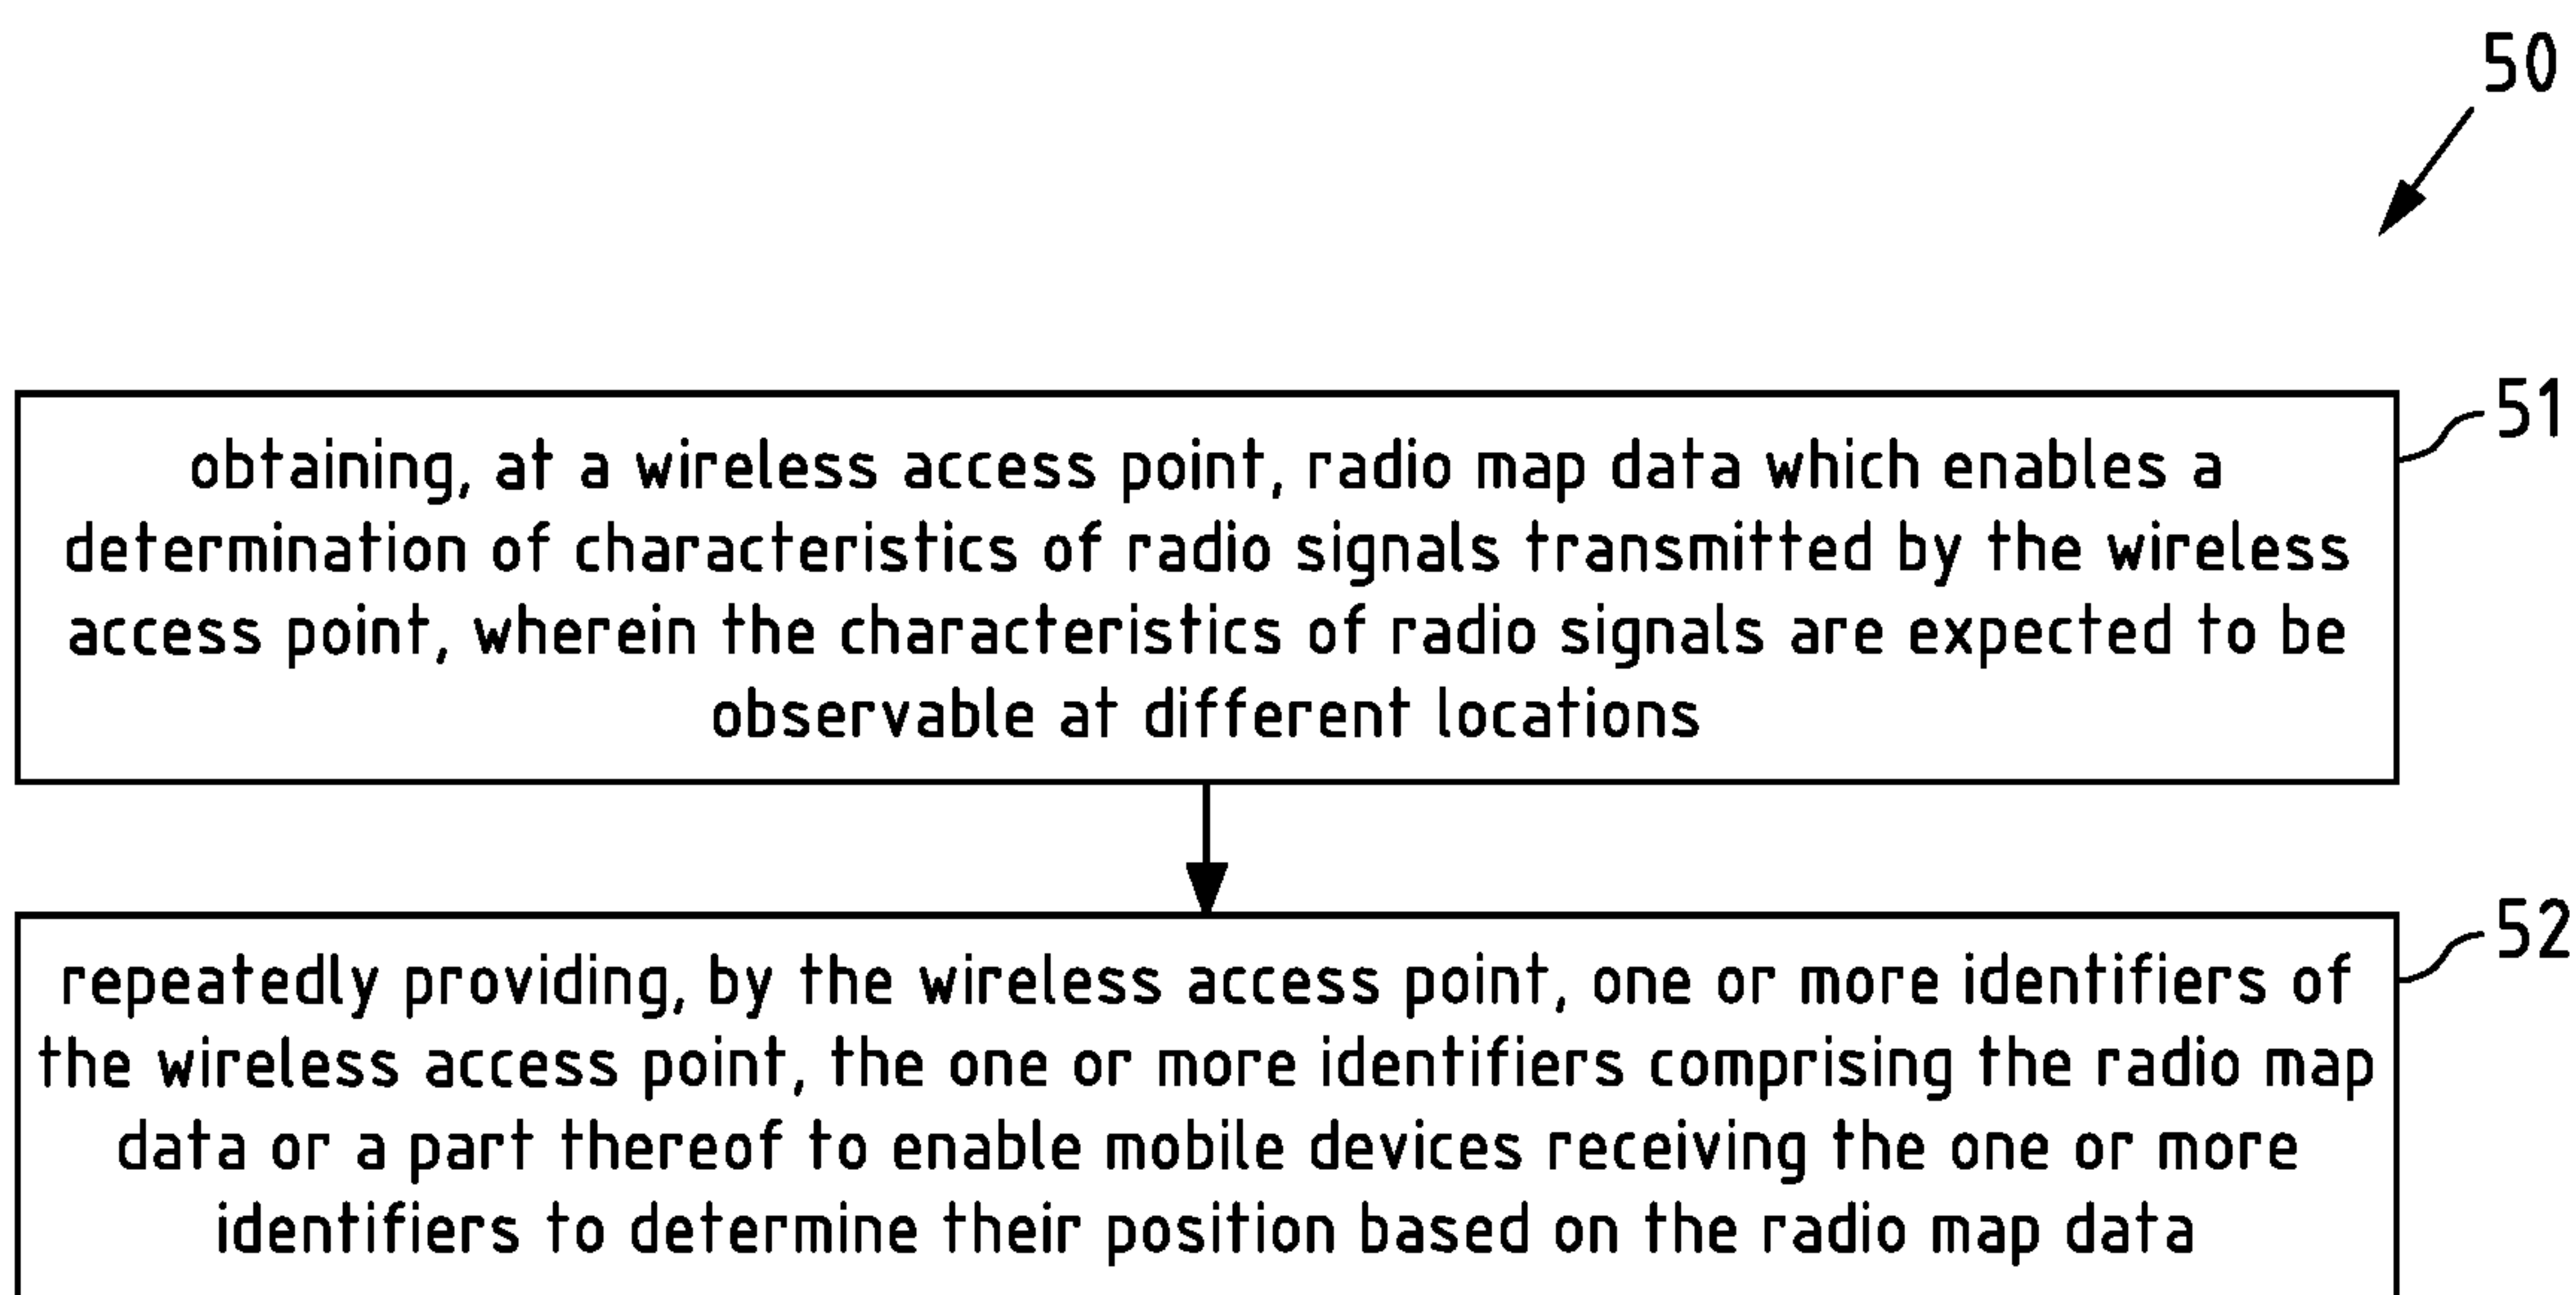 50
51
obtaining, at a wireless access point, radio map data which enables a
determination of characteristics of radio signals transmitted by the wireless
access point, wherein the characteristics of radio signals are expected to be
observable at different locations
52
repeatedly providing, by the wireless access point, one or more identifiers of
the wireless access point, the one or more identifiers comprising the radio map
data or a part thereof to enable mobile devices receiving the one or more
identifiers to determine their position based on the radio map data